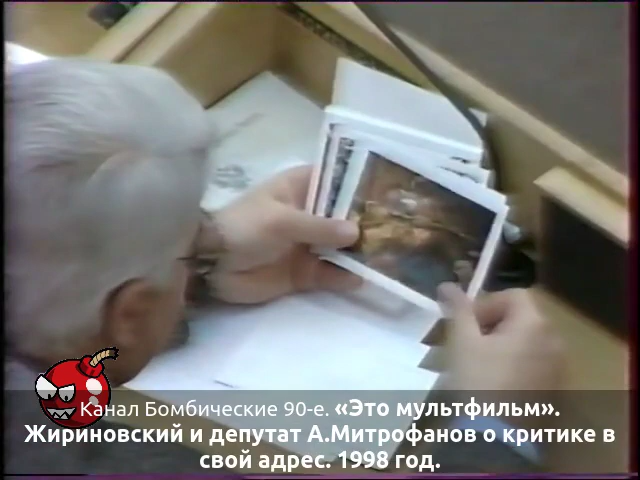 Канал Бомбические 90-е. «Это мультфильм».
Жириновский и депутат А.Митрофанов о критике в
свой адрес. 1998 год.